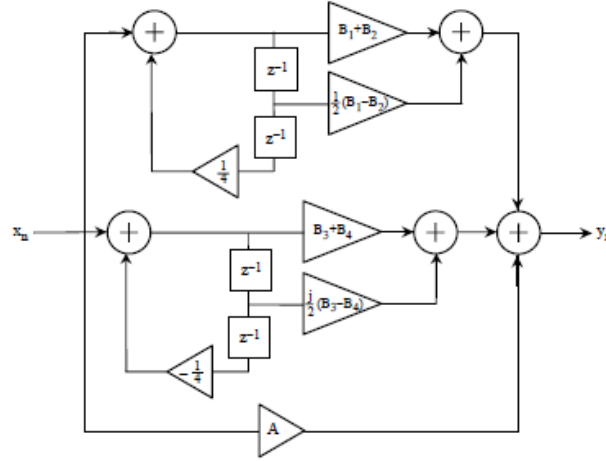 + B₁+B₂ +
z⁻¹
½(B₁−B₂)
z⁻¹
1/4
xₙ + B₃+B₄ + + y
z⁻¹
j/2(B₃−B₄)
z⁻¹
−1/4
A